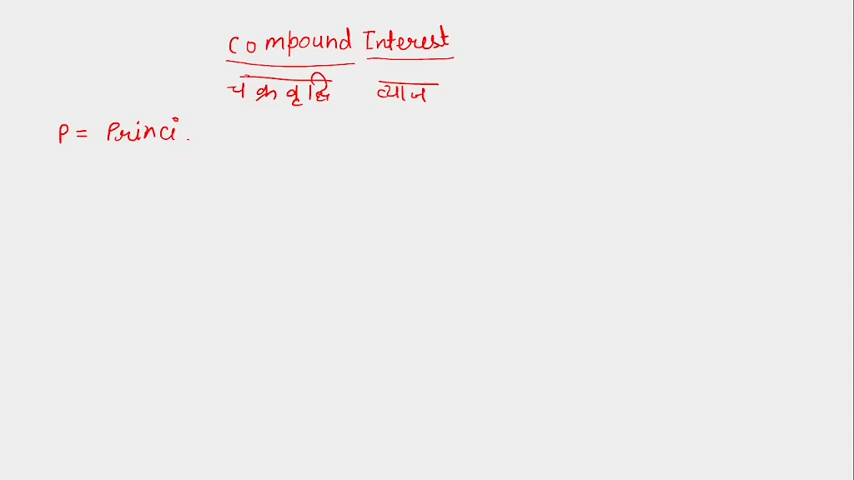 Compound Interest
चक्रवृद्धि ब्याज
P = Princi.